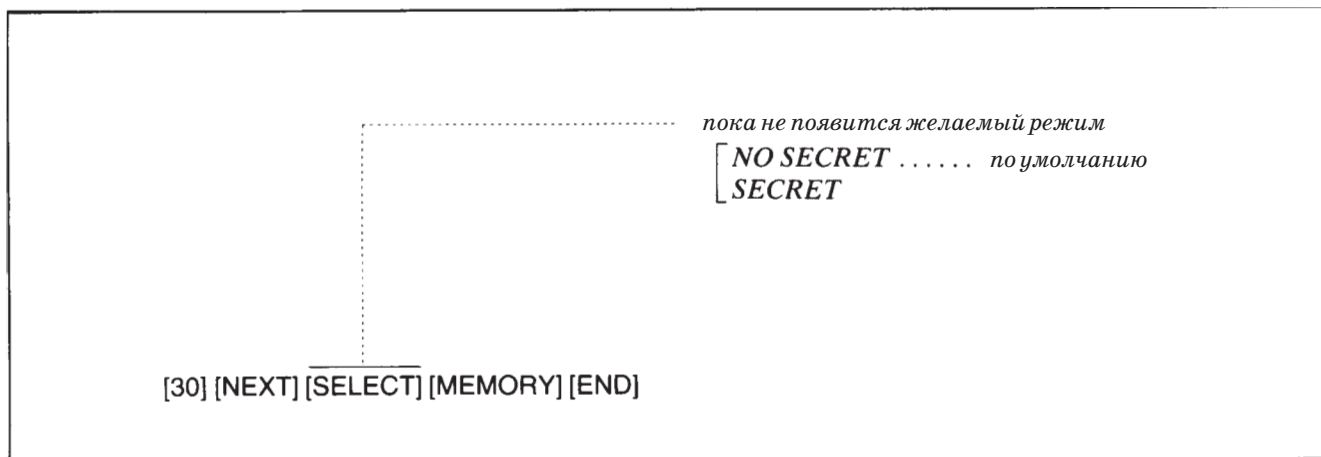 пока не появится желаемый режим
NO SECRET ...... по умолчанию
SECRET
[30] [NEXT] [SELECT] [MEMORY] [END]